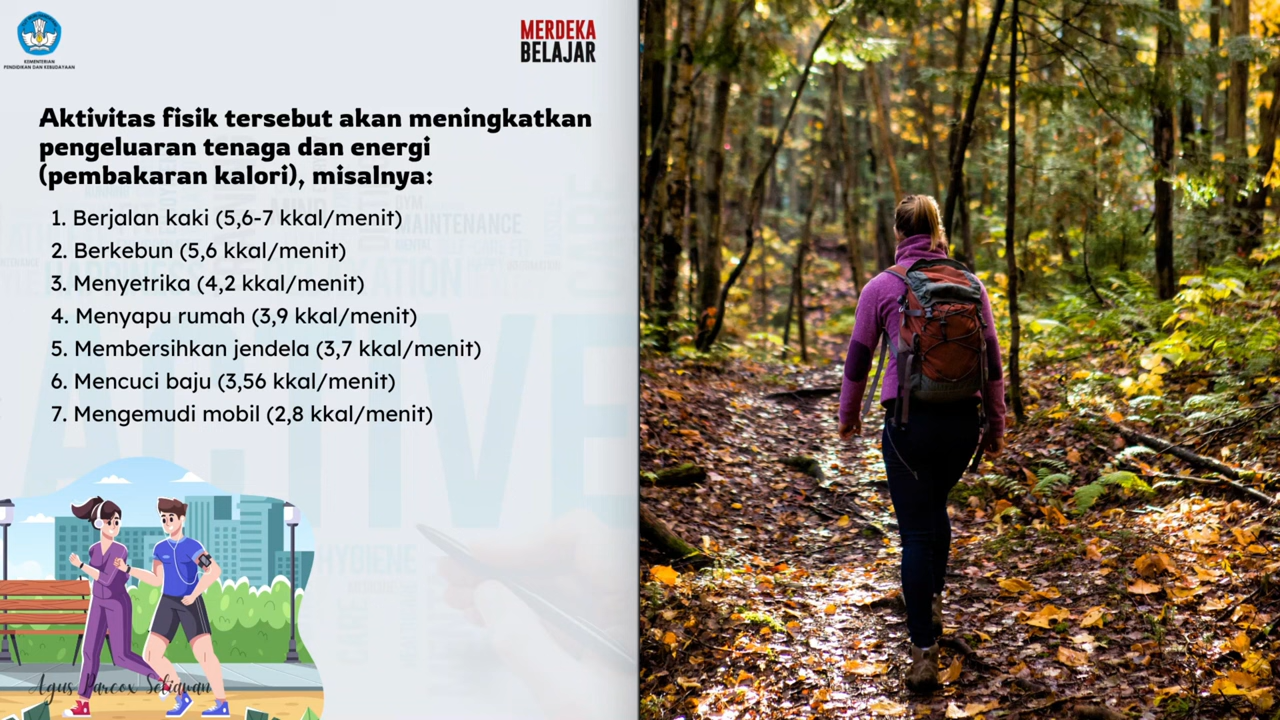 KEMENTERIAN
PENDIDIKAN DAN KEBUDAYAAN
MERDEKA
BELAJAR
Aktivitas fisik tersebut akan meningkatkan
pengeluaran tenaga dan energi
(pembakaran kalori), misalnya:
1. Berjalan kaki (5,6-7 kkal/menit)
2. Berkebun (5,6 kkal/menit)
3. Menyetrika (4,2 kkal/menit)
4. Menyapu rumah (3,9 kkal/menit)
5. Membersihkan jendela (3,7 kkal/menit)
6. Mencuci baju (3,56 kkal/menit)
7. Mengemudi mobil (2,8 kkal/menit)
MAINTENANCE
ACTIVE
HYGIENE
Agus Parcox Setiawan